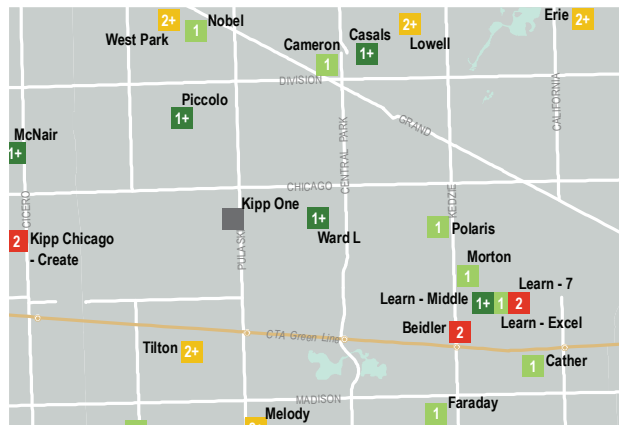 2+
Nobel
1
West Park
Casals
1+
Cameron
1
2+
Lowell
Erie
2+
DIVISION
Piccolo
1+
GRAND
CALIFORNIA
CENTRAL PARK
McNair
1+
CHICAGO
CICERO
PULASKI
KEDZIE
Kipp One
1+
Ward L
1
Polaris
2
Kipp Chicago
- Create
Morton
1
Learn - 7
Learn - Middle
1+
1
2
Learn - Excel
Beidler
2
CTA Green Line
Tilton
2+
Cather
1
MADISON
Faraday
1
Melody
2+
1